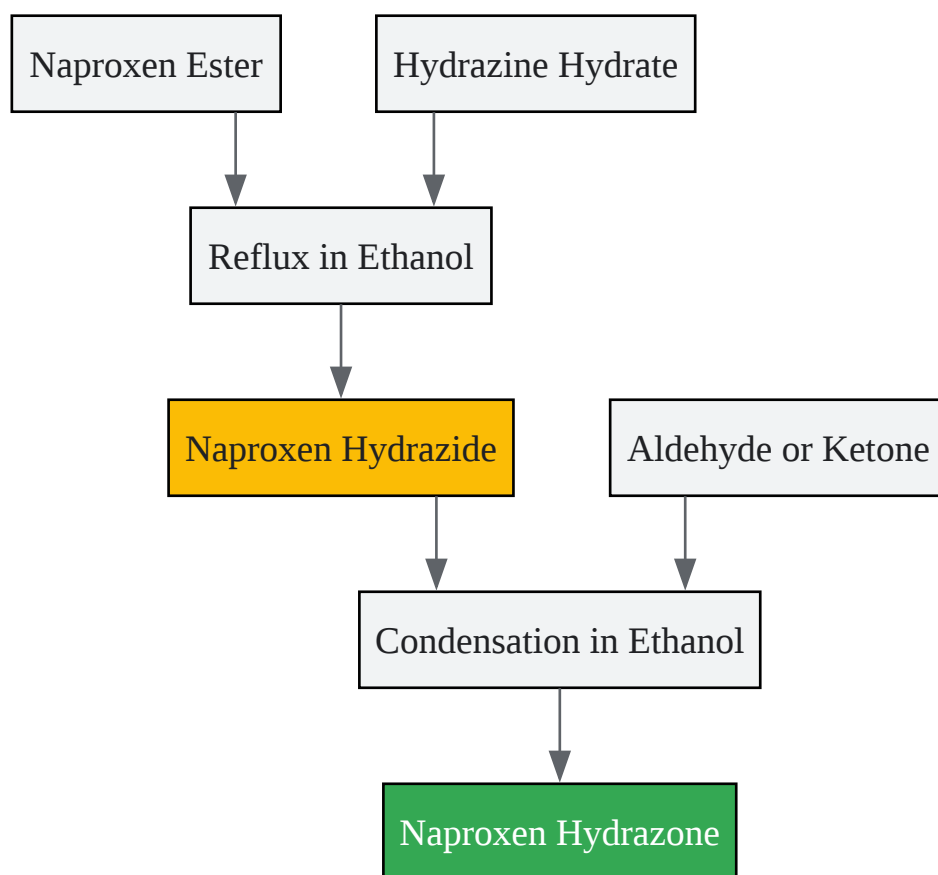 Naproxen Ester
Hydrazine Hydrate
Reflux in Ethanol
Naproxen Hydrazide
Aldehyde or Ketone
Condensation in Ethanol
Naproxen Hydrazone